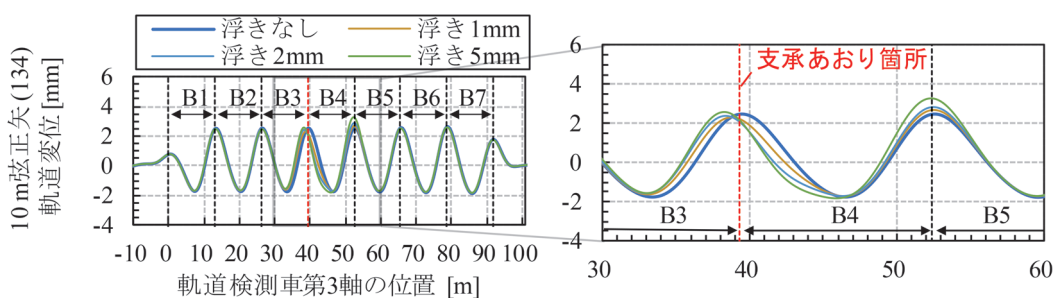 浮きなし
浮き1mm
浮き2mm
浮き5mm
10 m弦正矢 (134)
軌道変位 [mm]
6
4
2
0
-2
-4
B1
B2
B3
B4
B5
B6
B7
-10 0 10 20 30 40 50 60 70 80 90 100
軌道検測車第3軸の位置 [m]
6
4
2
0
-2
-4
支承あおり箇所
B3
B4
B5
30 40 50 60